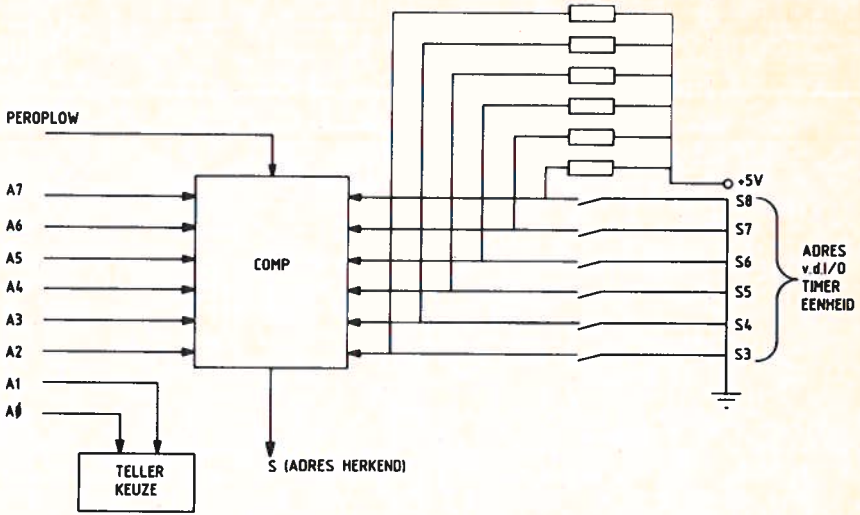 PEROPLOW
A7
A6
A5
A4
A3
A2
A1
AØ
COMP
+5V
S8
S7
S6
S5
S4
S3
ADRES
v.d.I/O
TIMER
EENHEID
S (ADRES HERKEND)
TELLER
KEUZE